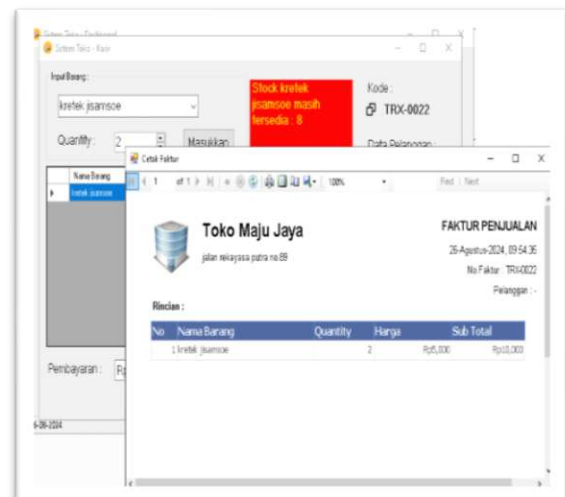 Sistem Toko - Kasir
Input Barang :
kretek jisamsoe
Quantity : 2
Masukkan
Stock kretek
jisamsoe masih
tersedia : 8
Kode :
TRX-0022
Data Pelanggan :
Nama Barang
kretek jisamsoe
Pembayaran :
Cetak Faktur
1 of 1
100%
Find | Next
Toko Maju Jaya
jalan rekayasa putra no.89
FAKTUR PENJUALAN
26-Agustus-2024, 09:54:36
No.Faktur : TRX-0022
Pelanggan : -
Rincian :
No Nama Barang Quantity Harga Sub Total
1 kretek jisamsoe 2 Rp5,000 Rp10,000